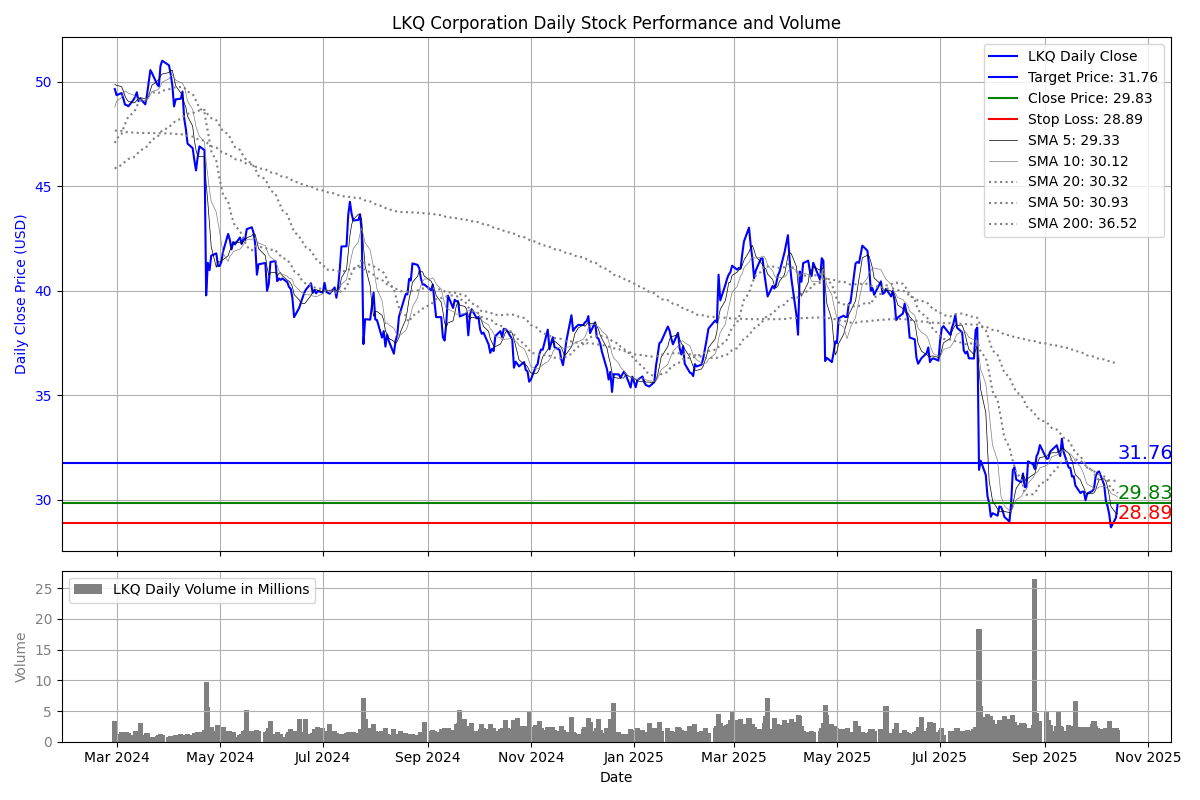 LKQ Corporation Daily Stock Performance and Volume
Daily Close Price (USD)
50
45
40
35
30
LKQ Daily Close
Target Price: 31.76
Close Price: 29.83
Stop Loss: 28.89
SMA 5: 29.33
SMA 10: 30.12
SMA 20: 30.32
SMA 50: 30.93
SMA 200: 36.52
31.76
29.83
28.89
Volume
25
20
15
10
5
0
LKQ Daily Volume in Millions
Mar 2024
May 2024
Jul 2024
Sep 2024
Nov 2024
Jan 2025
Mar 2025
May 2025
Jul 2025
Sep 2025
Nov 2025
Date